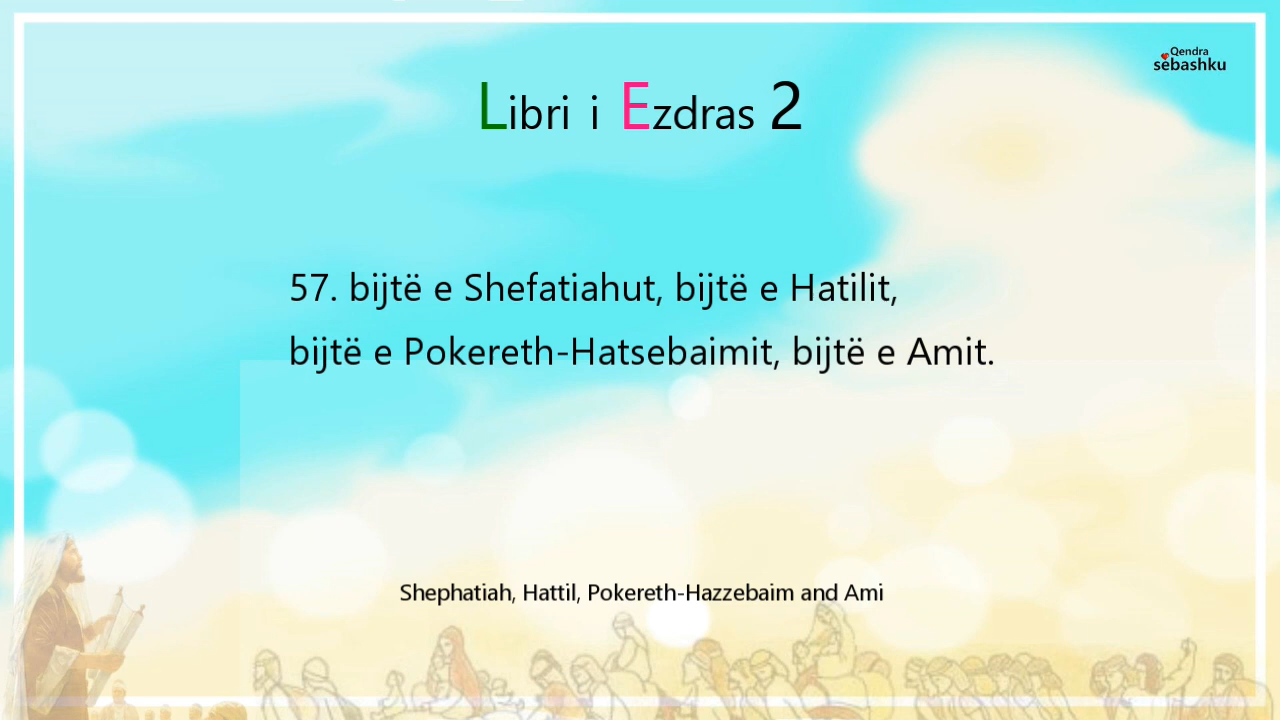 Qendra
sëbashku
Libri i Ezdras 2
57. bijtë e Shefatiahut, bijtë e Hatilit,
bijtë e Pokereth-Hatsebaimit, bijtë e Amit.
Shephatiah, Hattil, Pokereth-Hazzebaim and Ami